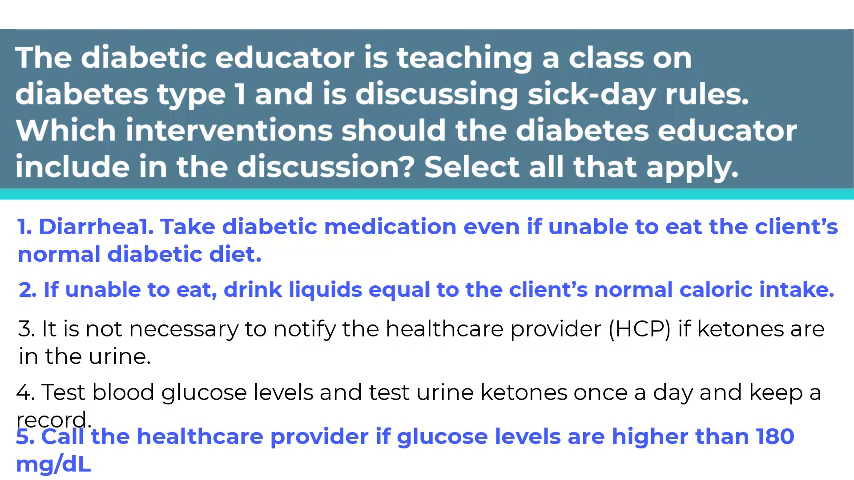 The diabetic educator is teaching a class on
diabetes type 1 and is discussing sick-day rules.
Which interventions should the diabetes educator
include in the discussion? Select all that apply.
1. Diarrhea1. Take diabetic medication even if unable to eat the client’s
normal diabetic diet.
2. If unable to eat, drink liquids equal to the client’s normal caloric intake.
3. It is not necessary to notify the healthcare provider (HCP) if ketones are
in the urine.
4. Test blood glucose levels and test urine ketones once a day and keep a
record.
5. Call the healthcare provider if glucose levels are higher than 180
mg/dL